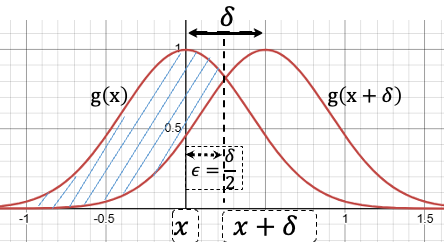 δ
1
g(x)
g(x + δ)
0.5
ϵ = δ/2
-1
-0.5
1
1.5
x
x + δ